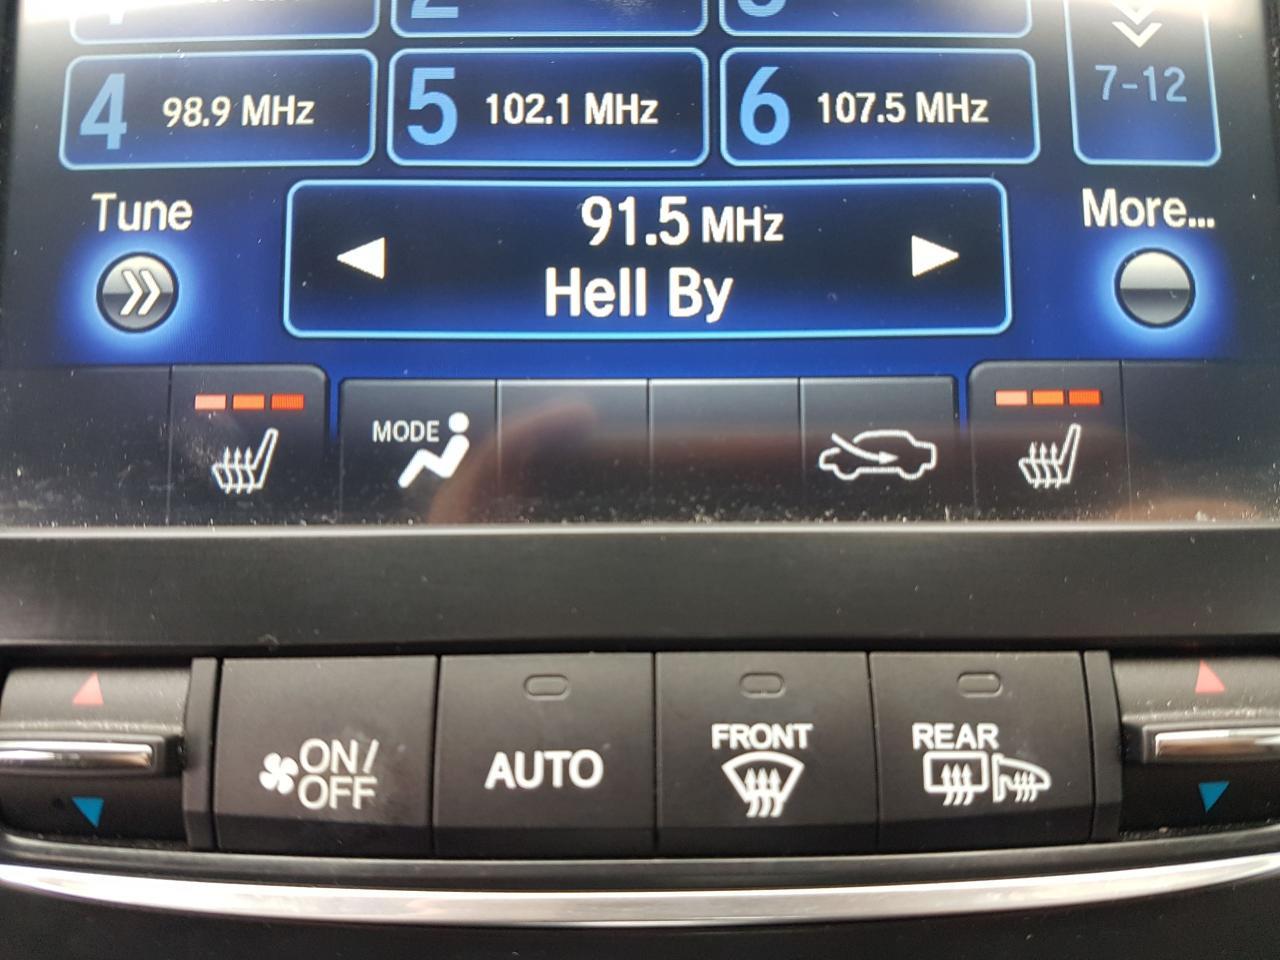 4 98.9 MHz
5 102.1 MHz
6 107.5 MHz
7-12
Tune
91.5 MHz
Hell By
More...
MODE
ON/
OFF
AUTO
FRONT
REAR